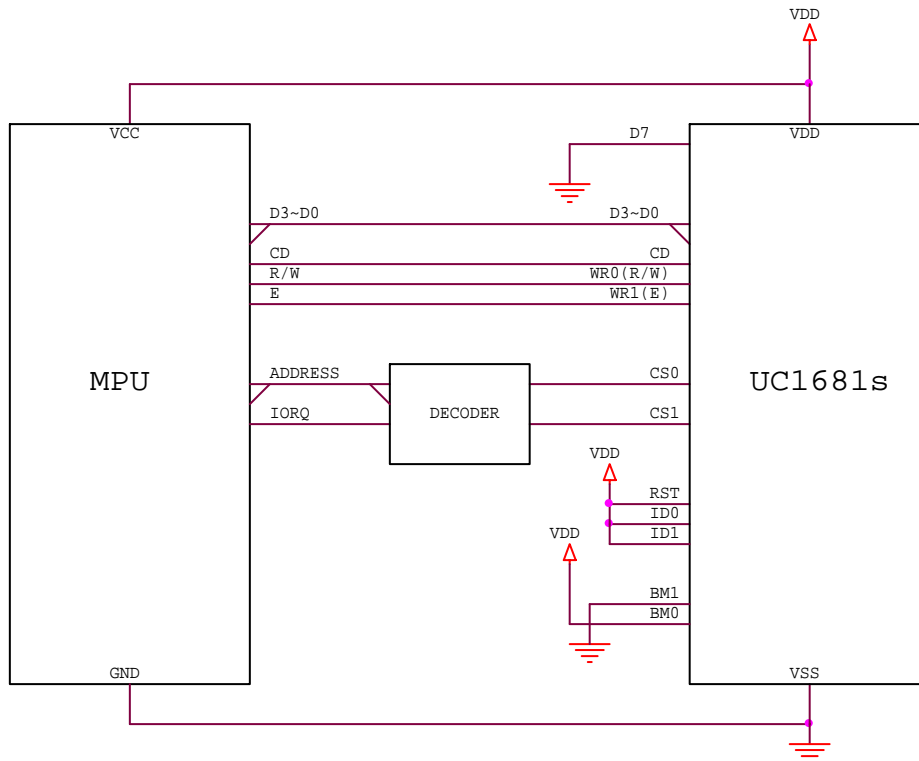 VDD
VCC
VDD
D7
D3~D0
D3~D0
CD
CD
R/W
WR0(R/W)
E
WR1(E)
MPU
UC1681s
ADDRESS
CS0
IORQ
DECODER
CS1
VDD
RST
ID0
VDD
ID1
BM1
BM0
GND
VSS